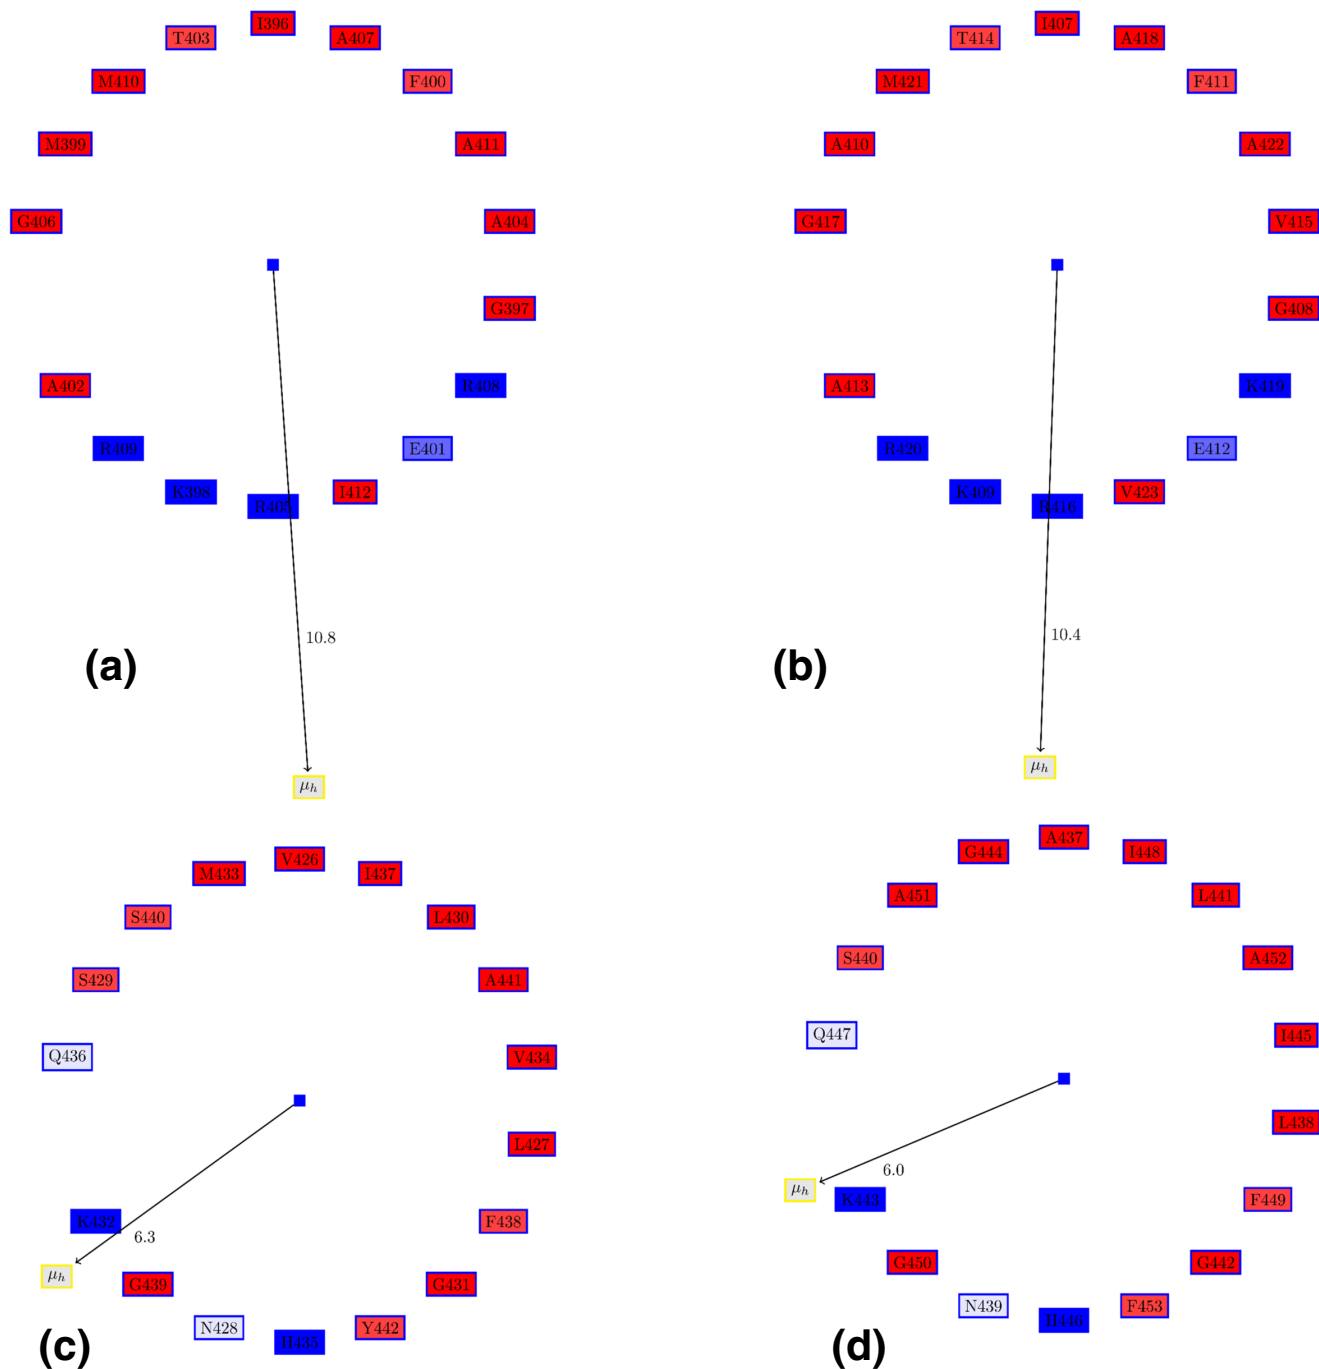 I396
T403
A407
M410
F400
M399
A411
G406
A404
G397
A402
R408
R409
E401
K398
I412
R405
10.8
(a)
μh
I407
T414
A418
M421
F411
A410
A422
G417
V415
G408
A413
K419
R420
E412
K409
V423
R416
10.4
(b)
μh
V426
M433
I437
S440
L430
S429
A441
Q436
V434
L427
K432
F438
6.3
μh
G439
G431
N428
Y442
H435
(c)
A437
G444
I448
A451
L441
S440
A452
Q447
I445
L438
6.0
μh
K443
F449
G450
G442
N439
F453
H446
(d)